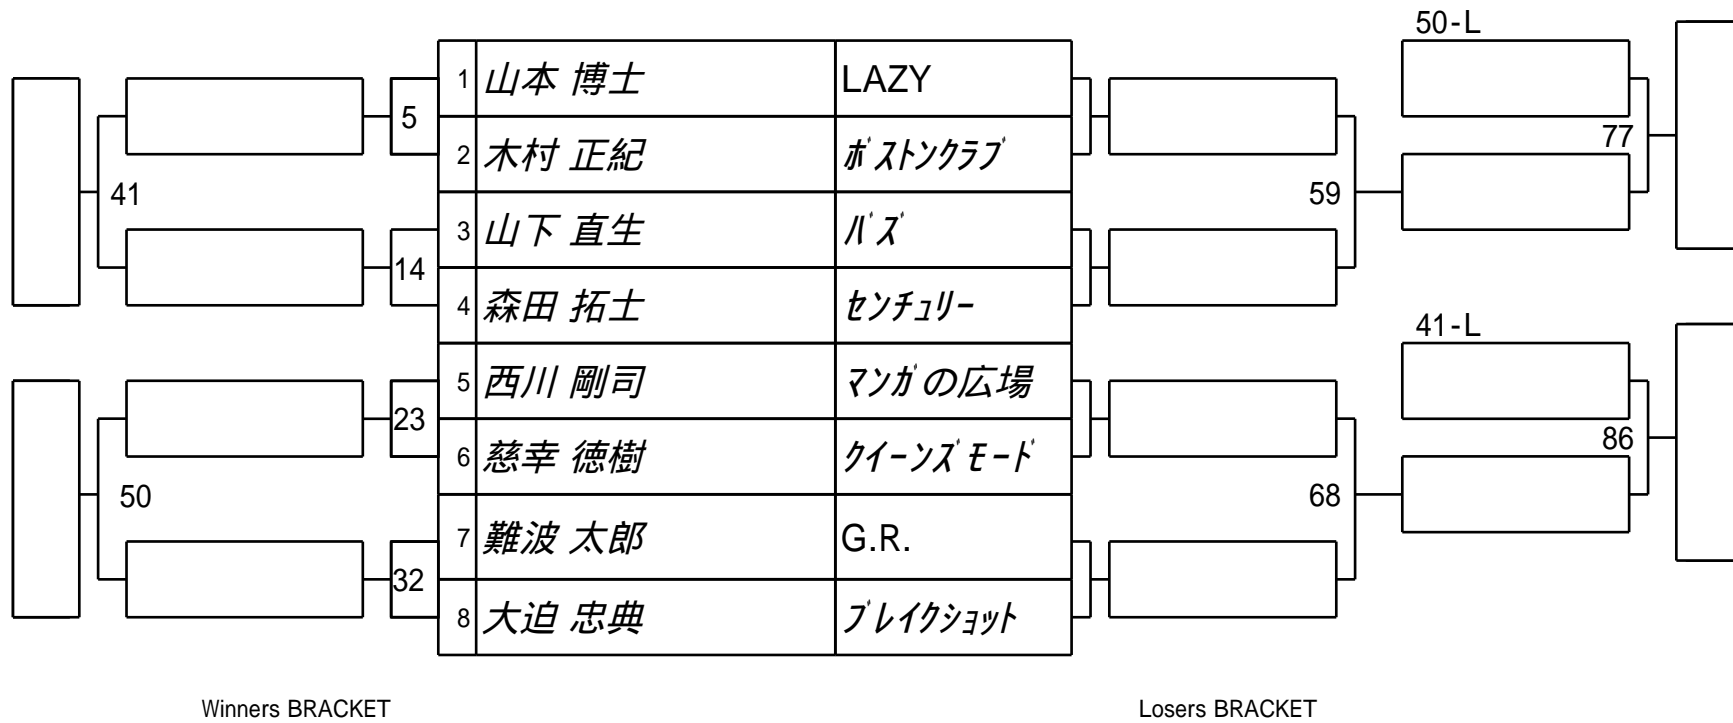 50-L
1 山本 博士 LAZY
5
77
2 木村 正紀 ﾎﾞｽﾄﾝｸﾗﾌﾞ
41
59
3 山下 直生 ﾊﾞｽﾞ
14
4 森田 拓士 ｾﾝﾁｭﾘｰ
41-L
5 西川 剛司 ﾏﾝｶﾞの広場
23
86
6 慈幸 徳樹 ｸｲｰﾝｽﾞﾓｰﾄﾞ
50
68
7 難波 太郎 G.R.
32
8 大迫 忠典 ﾌﾞﾚｲｸｼｮｯﾄ
Winners BRACKET
Losers BRACKET